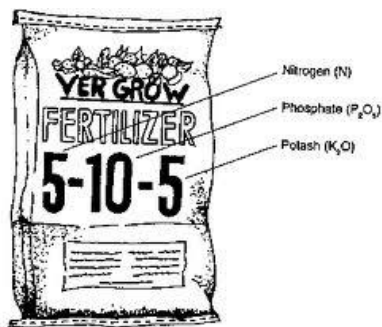 VER GROW
FERTILIZER
5-10-5
Nitrogen (N)
Phosphate (P₂O₅)
Potash (K₂O)